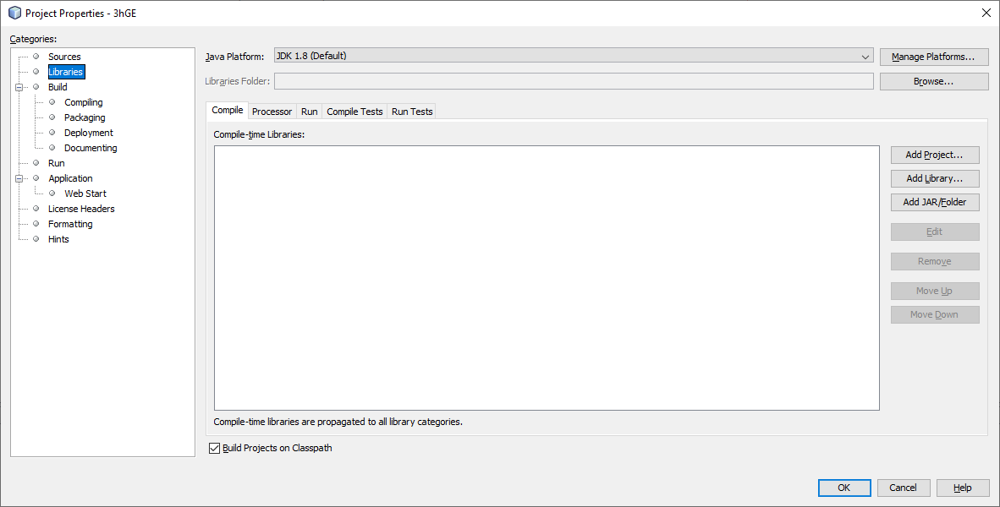 Project Properties - 3hGE
Categories:
Sources
Libraries
Build
Compiling
Packaging
Deployment
Documenting
Run
Application
Web Start
License Headers
Formatting
Hints
Java Platform: JDK 1.8 (Default) Manage Platforms...
Libraries Folder: Browse...
Compile Processor Run Compile Tests Run Tests
Compile-time Libraries:
Add Project...
Add Library...
Add JAR/Folder
Edit
Remove
Move Up
Move Down
Compile-time libraries are propagated to all library categories.
Build Projects on Classpath
OK Cancel Help